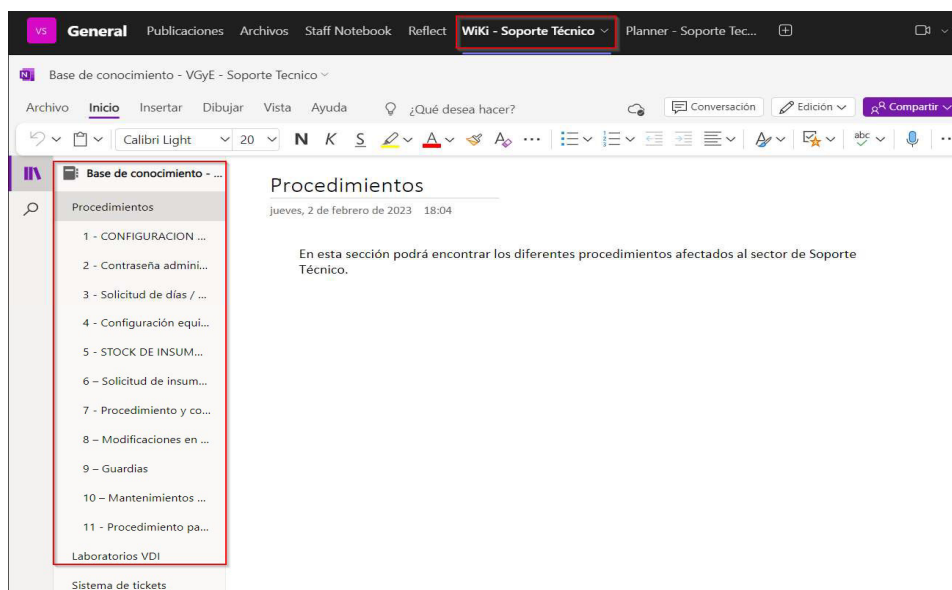 VS General Publicaciones Archivos Staff Notebook Reflect WiKi - Soporte Técnico Planner - Soporte Tec...
Base de conocimiento - VGyE - Soporte Tecnico
Archivo Inicio Insertar Dibujar Vista Ayuda ¿Qué desea hacer? Conversación Edición Compartir
Calibri Light 20 N K S A A ... abc ...
Base de conocimiento - ...
Procedimientos
jueves, 2 de febrero de 2023 18:04
En esta sección podrá encontrar los diferentes procedimientos afectados al sector de Soporte
Técnico.
Procedimientos
1 - CONFIGURACION ...
2 - Contraseña admini...
3 - Solicitud de días / ...
4 - Configuración equi...
5 - STOCK DE INSUM...
6 – Solicitud de insum...
7 - Procedimiento y co...
8 – Modificaciones en ...
9 – Guardias
10 – Mantenimientos ...
11 - Procedimiento pa...
Laboratorios VDI
Sistema de tickets